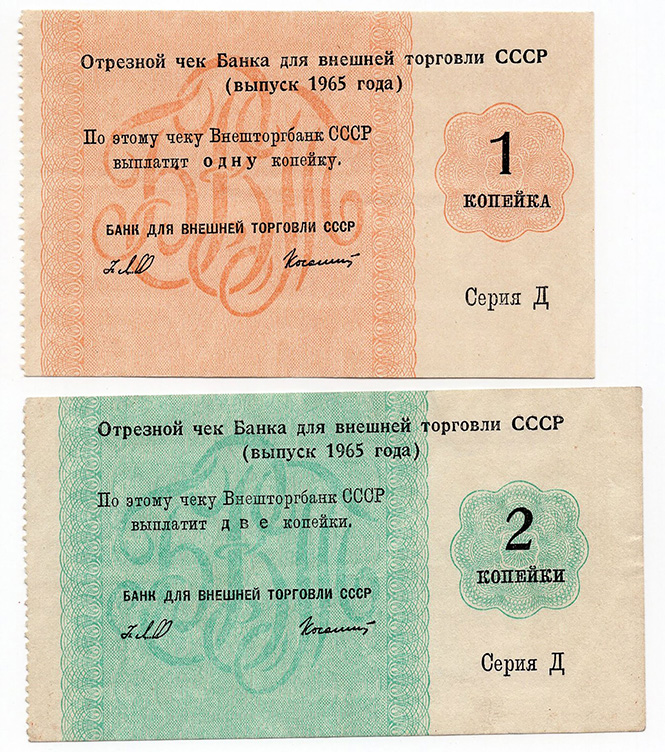 Отрезной чек Банка для внешней торговли СССР
(выпуск 1965 года)
По этому чеку Внешторгбанк СССР
выплатит одну копейку.
1
КОПЕЙКА
БАНК ДЛЯ ВНЕШНЕЙ ТОРГОВЛИ СССР
Серия Д
Отрезной чек Банка для внешней торговли СССР
(выпуск 1965 года)
По этому чеку Внешторгбанк СССР
выплатит две копейки.
2
КОПЕЙКИ
БАНК ДЛЯ ВНЕШНЕЙ ТОРГОВЛИ СССР
Серия Д